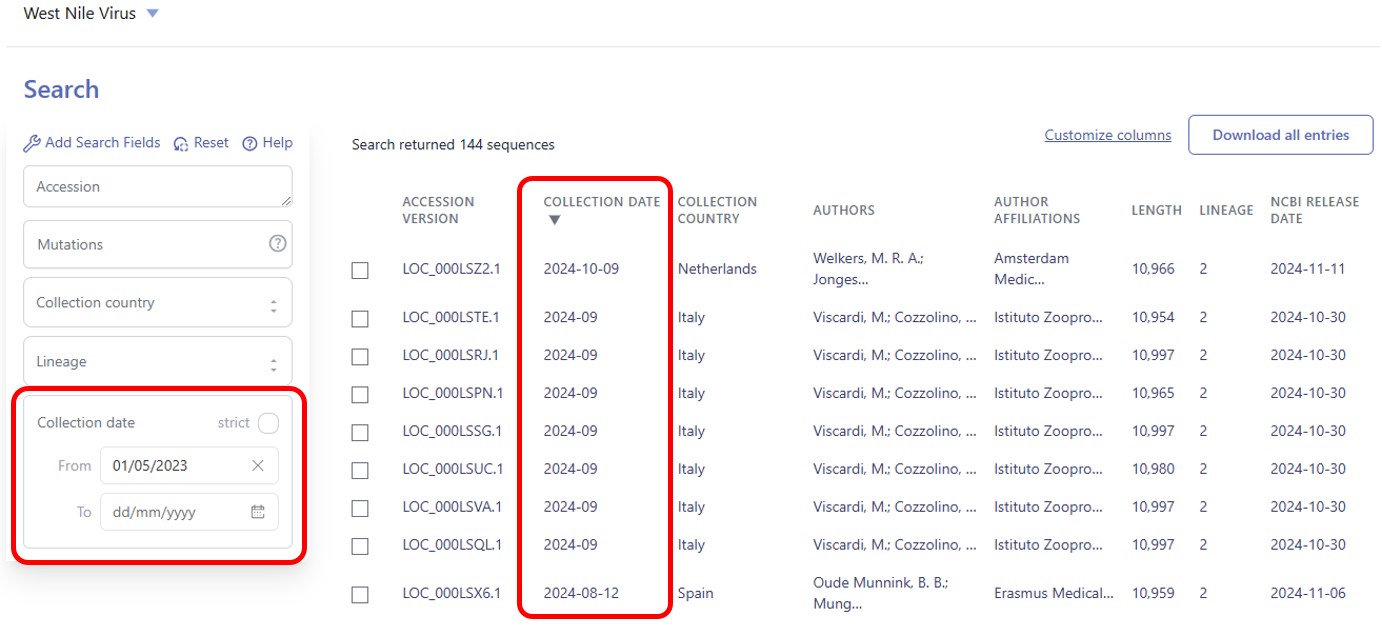 West Nile Virus
Search
Add Search Fields Reset Help
Accession
Mutations
Collection country
Lineage
Collection date strict
From 01/05/2023
To dd/mm/yyyy
Search returned 144 sequences
Customize columns
Download all entries
ACCESSION VERSION COLLECTION DATE COLLECTION COUNTRY AUTHORS AUTHOR AFFILIATIONS LENGTH LINEAGE NCBI RELEASE DATE
LOC_000LSZ2.1 2024-10-09 Netherlands Welkers, M. R. A.; Jonges... Amsterdam Medic... 10,966 2 2024-11-11
LOC_000LSTE.1 2024-09 Italy Viscardi, M.; Cozzolino, ... Istituto Zoopro... 10,954 2 2024-10-30
LOC_000LSRJ.1 2024-09 Italy Viscardi, M.; Cozzolino, ... Istituto Zoopro... 10,997 2 2024-10-30
LOC_000LSPN.1 2024-09 Italy Viscardi, M.; Cozzolino, ... Istituto Zoopro... 10,965 2 2024-10-30
LOC_000LSSG.1 2024-09 Italy Viscardi, M.; Cozzolino, ... Istituto Zoopro... 10,997 2 2024-10-30
LOC_000LSUC.1 2024-09 Italy Viscardi, M.; Cozzolino, ... Istituto Zoopro... 10,980 2 2024-10-30
LOC_000LSVA.1 2024-09 Italy Viscardi, M.; Cozzolino, ... Istituto Zoopro... 10,997 2 2024-10-30
LOC_000LSQL.1 2024-09 Italy Viscardi, M.; Cozzolino, ... Istituto Zoopro... 10,997 2 2024-10-30
LOC_000LSX6.1 2024-08-12 Spain Oude Munnink, B. B.; Mung... Erasmus Medical... 10,959 2 2024-11-06